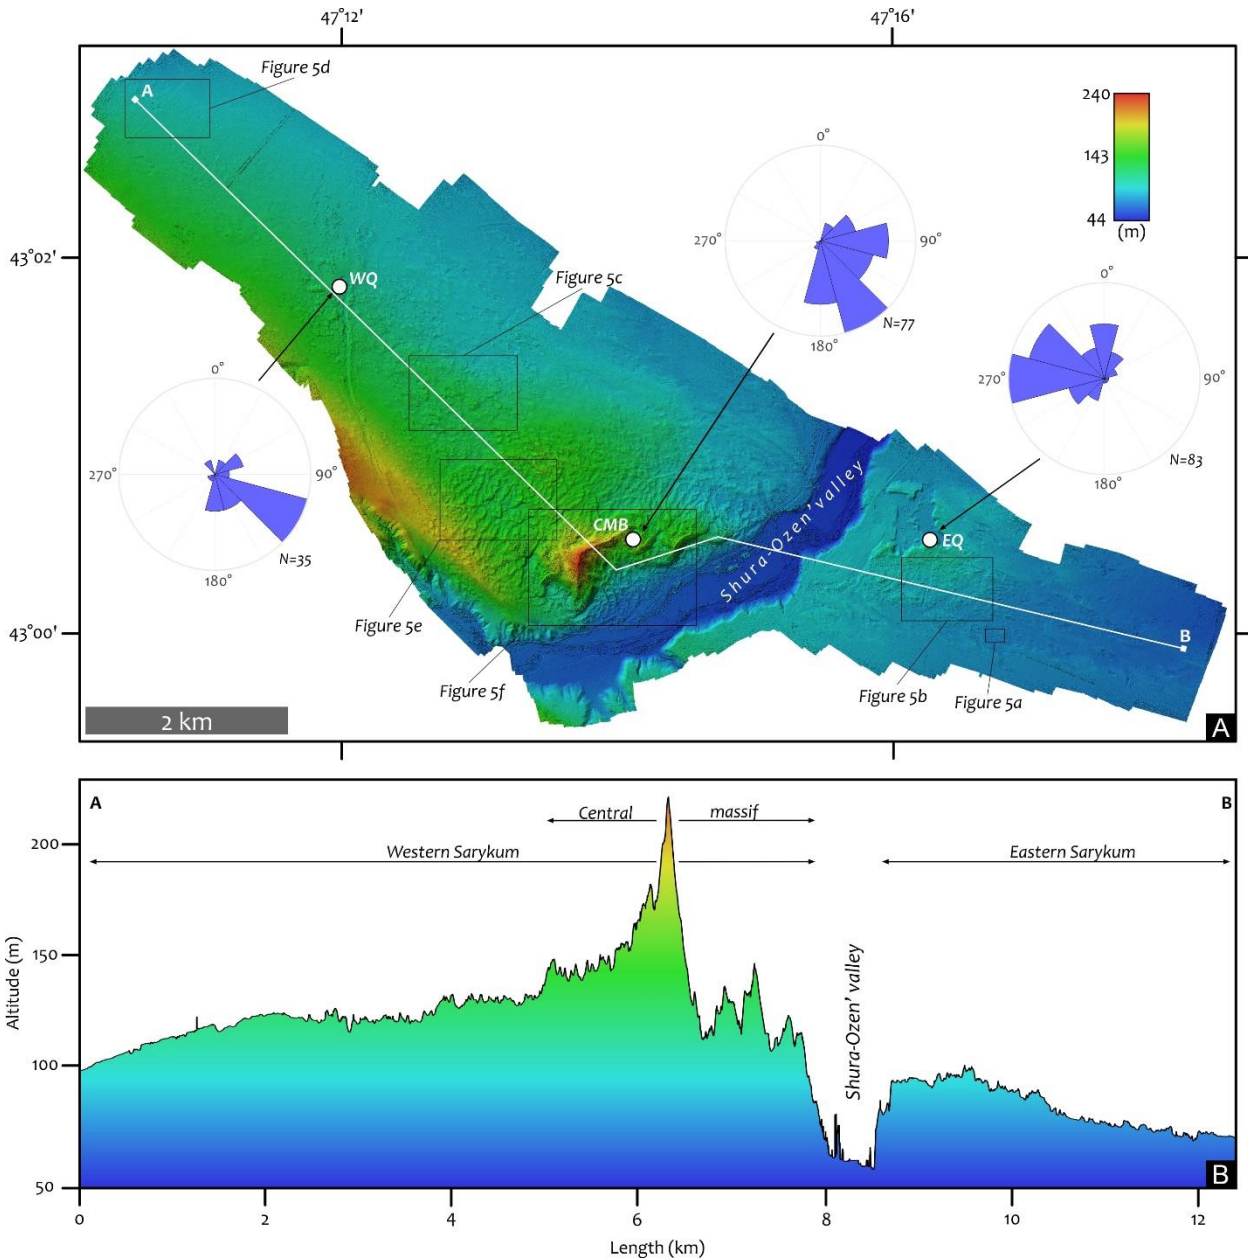 47°12'
47°16'
Figure 5d
A
240
143
44
(m)
0°
270°
90°
180°
N=77
43°02'
WQ
Figure 5c
0°
270°
90°
180°
N=83
0°
270°
90°
180°
N=35
CMB
Shura-Ozen' valley
EQ
43°00'
Figure 5e
Figure 5f
Figure 5b
Figure 5a
B
2 km
A
A
B
Central massif
Western Sarykum
Eastern Sarykum
Shura-Ozen' valley
Altitude (m)
200
150
100
50
B
0 2 4 6 8 10 12
Length (km)